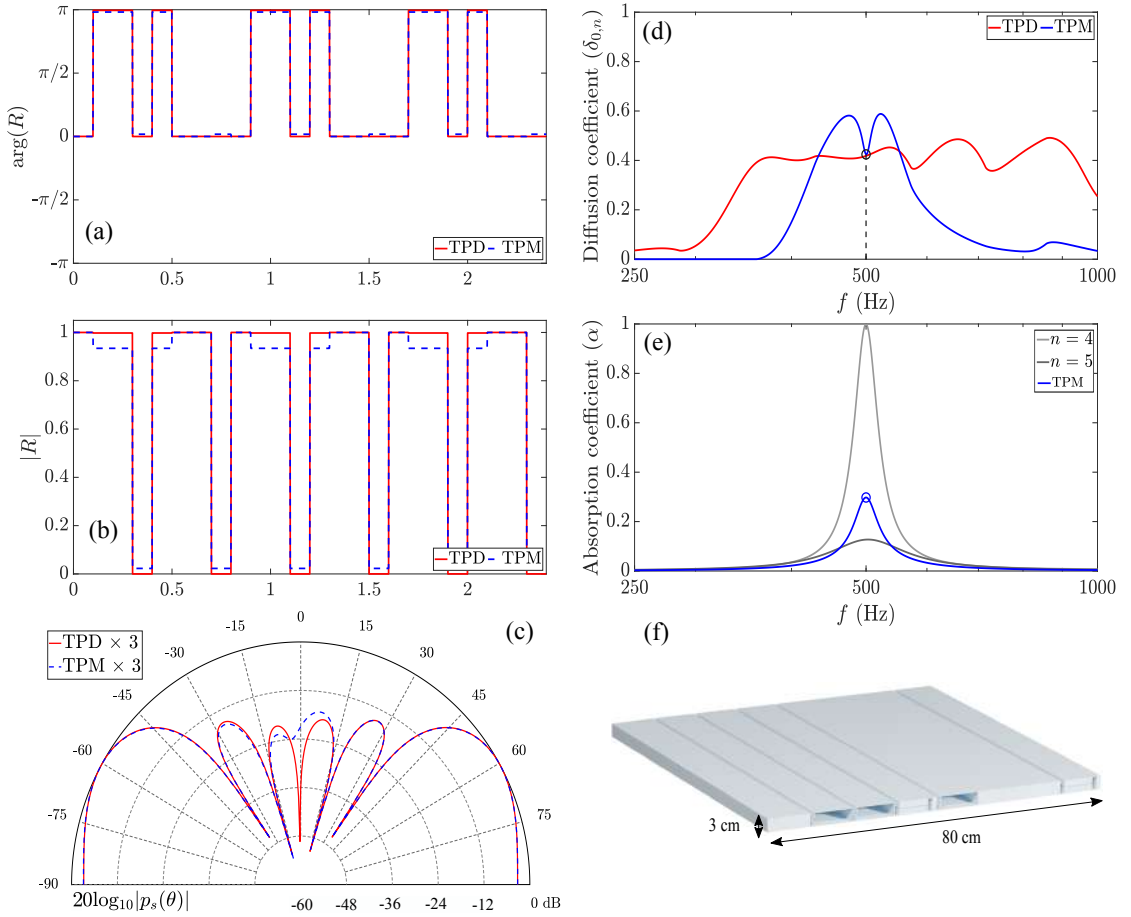 π
π/2
0
-π/2
-π
arg(R)
(a)
TPD TPM
0 0.5 1 1.5 2
1
0.8
0.6
0.4
0.2
0
|R|
(b)
TPD TPM
0 0.5 1 1.5 2
(c)
TPD × 3
TPM × 3
-90 -75 -60 -45 -30 -15 0 15 30 45 60 75
20log₁₀|pₛ(θ)|
-60 -48 -36 -24 -12 0 dB
(d)
TPD TPM
1
0.8
0.6
0.4
0.2
0
Diffusion coefficient (δ₀,ₙ)
250 500 1000
f (Hz)
(e)
n = 4
n = 5
TPM
1
0.8
0.6
0.4
0.2
0
Absorption coefficient (α)
250 500 1000
f (Hz)
(f)
3 cm
80 cm